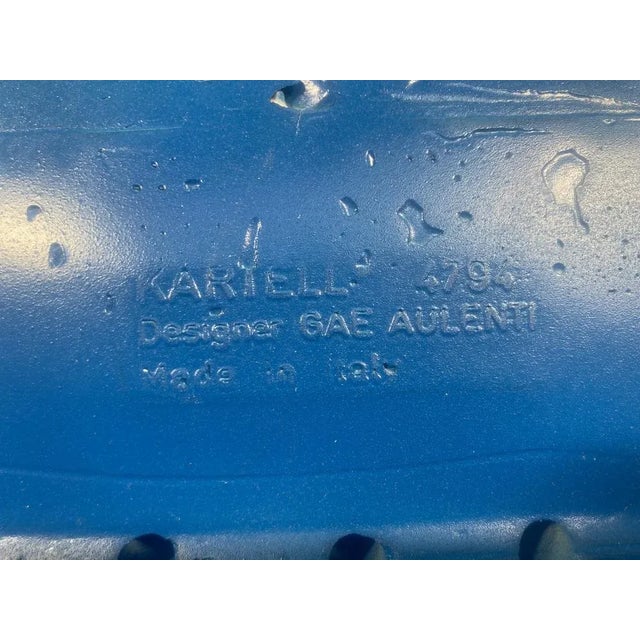 KARTELL 4794
Designer GAE AULENTI
Made in Italy